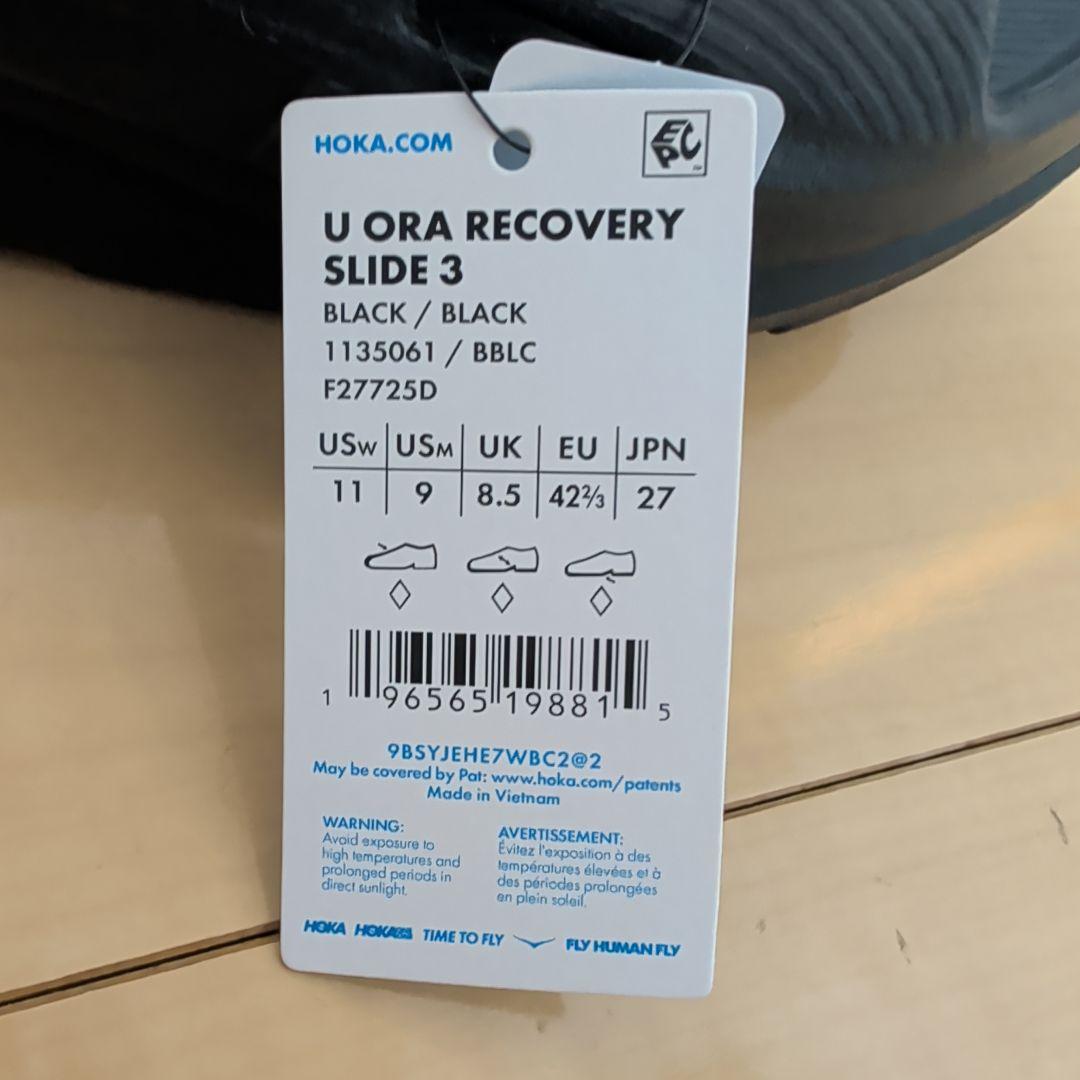 HOKA.COM
EPC
U ORA RECOVERY
SLIDE 3
BLACK / BLACK
1135061 / BBLC
F27725D
USW USM UK EU JPN
11 9 8.5 42⅔ 27
1 96565 19881 5
9BSYJEHE7WBC2@2
May be covered by Pat: www.hoka.com/patents
Made in Vietnam
WARNING:
Avoid exposure to
high temperatures and
prolonged periods in
direct sunlight.
AVERTISSEMENT:
Évitez l'exposition à des
températures élevées et à
des périodes prolongées
en plein soleil.
HOKA HOKA TIME TO FLY FLY HUMAN FLY